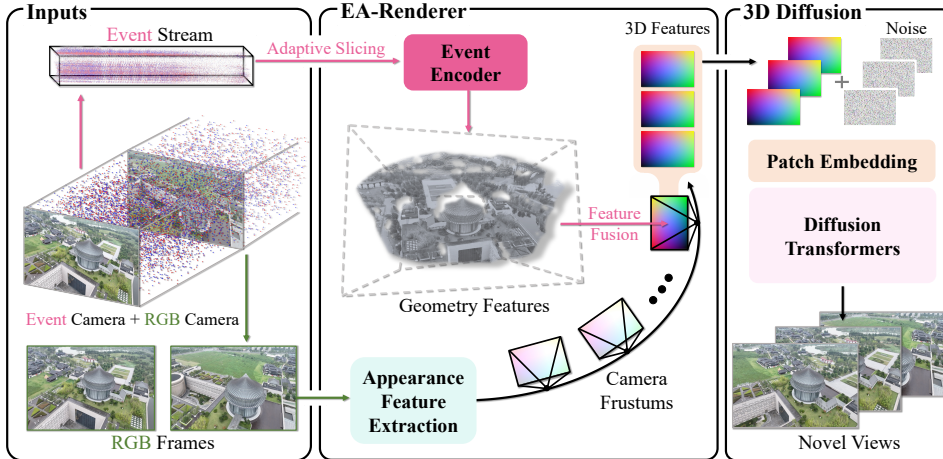 Inputs
Event Stream
Event Camera + RGB Camera
RGB Frames
EA-Renderer
Adaptive Slicing
Event
Encoder
3D Features
Feature
Fusion
Geometry Features
Appearance
Feature
Extraction
Camera
Frustums
3D Diffusion
Noise
Patch Embedding
Diffusion
Transformers
Novel Views